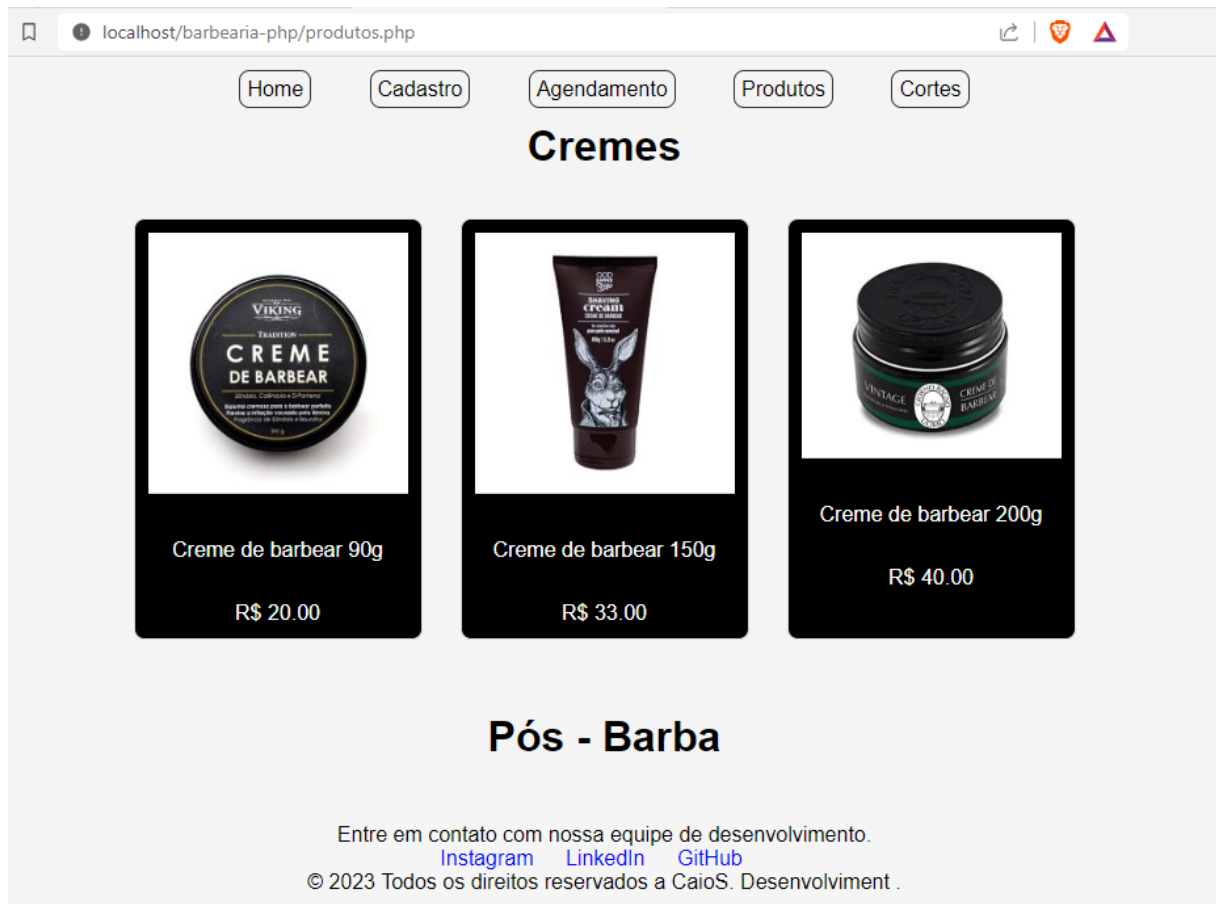 localhost/barbearia-php/produtos.php
Home Cadastro Agendamento Produtos Cortes
Cremes
VIKING
TRADITION
CREME
DE BARBEAR
SHAVING
cream
CREME DE BARBEAR
VINTAGE
CREME DE
BARBEAR
Creme de barbear 90g
R$ 20.00
Creme de barbear 150g
R$ 33.00
Creme de barbear 200g
R$ 40.00
Pós - Barba
Entre em contato com nossa equipe de desenvolvimento.
Instagram LinkedIn GitHub
© 2023 Todos os direitos reservados a CaioS. Desenvolviment .